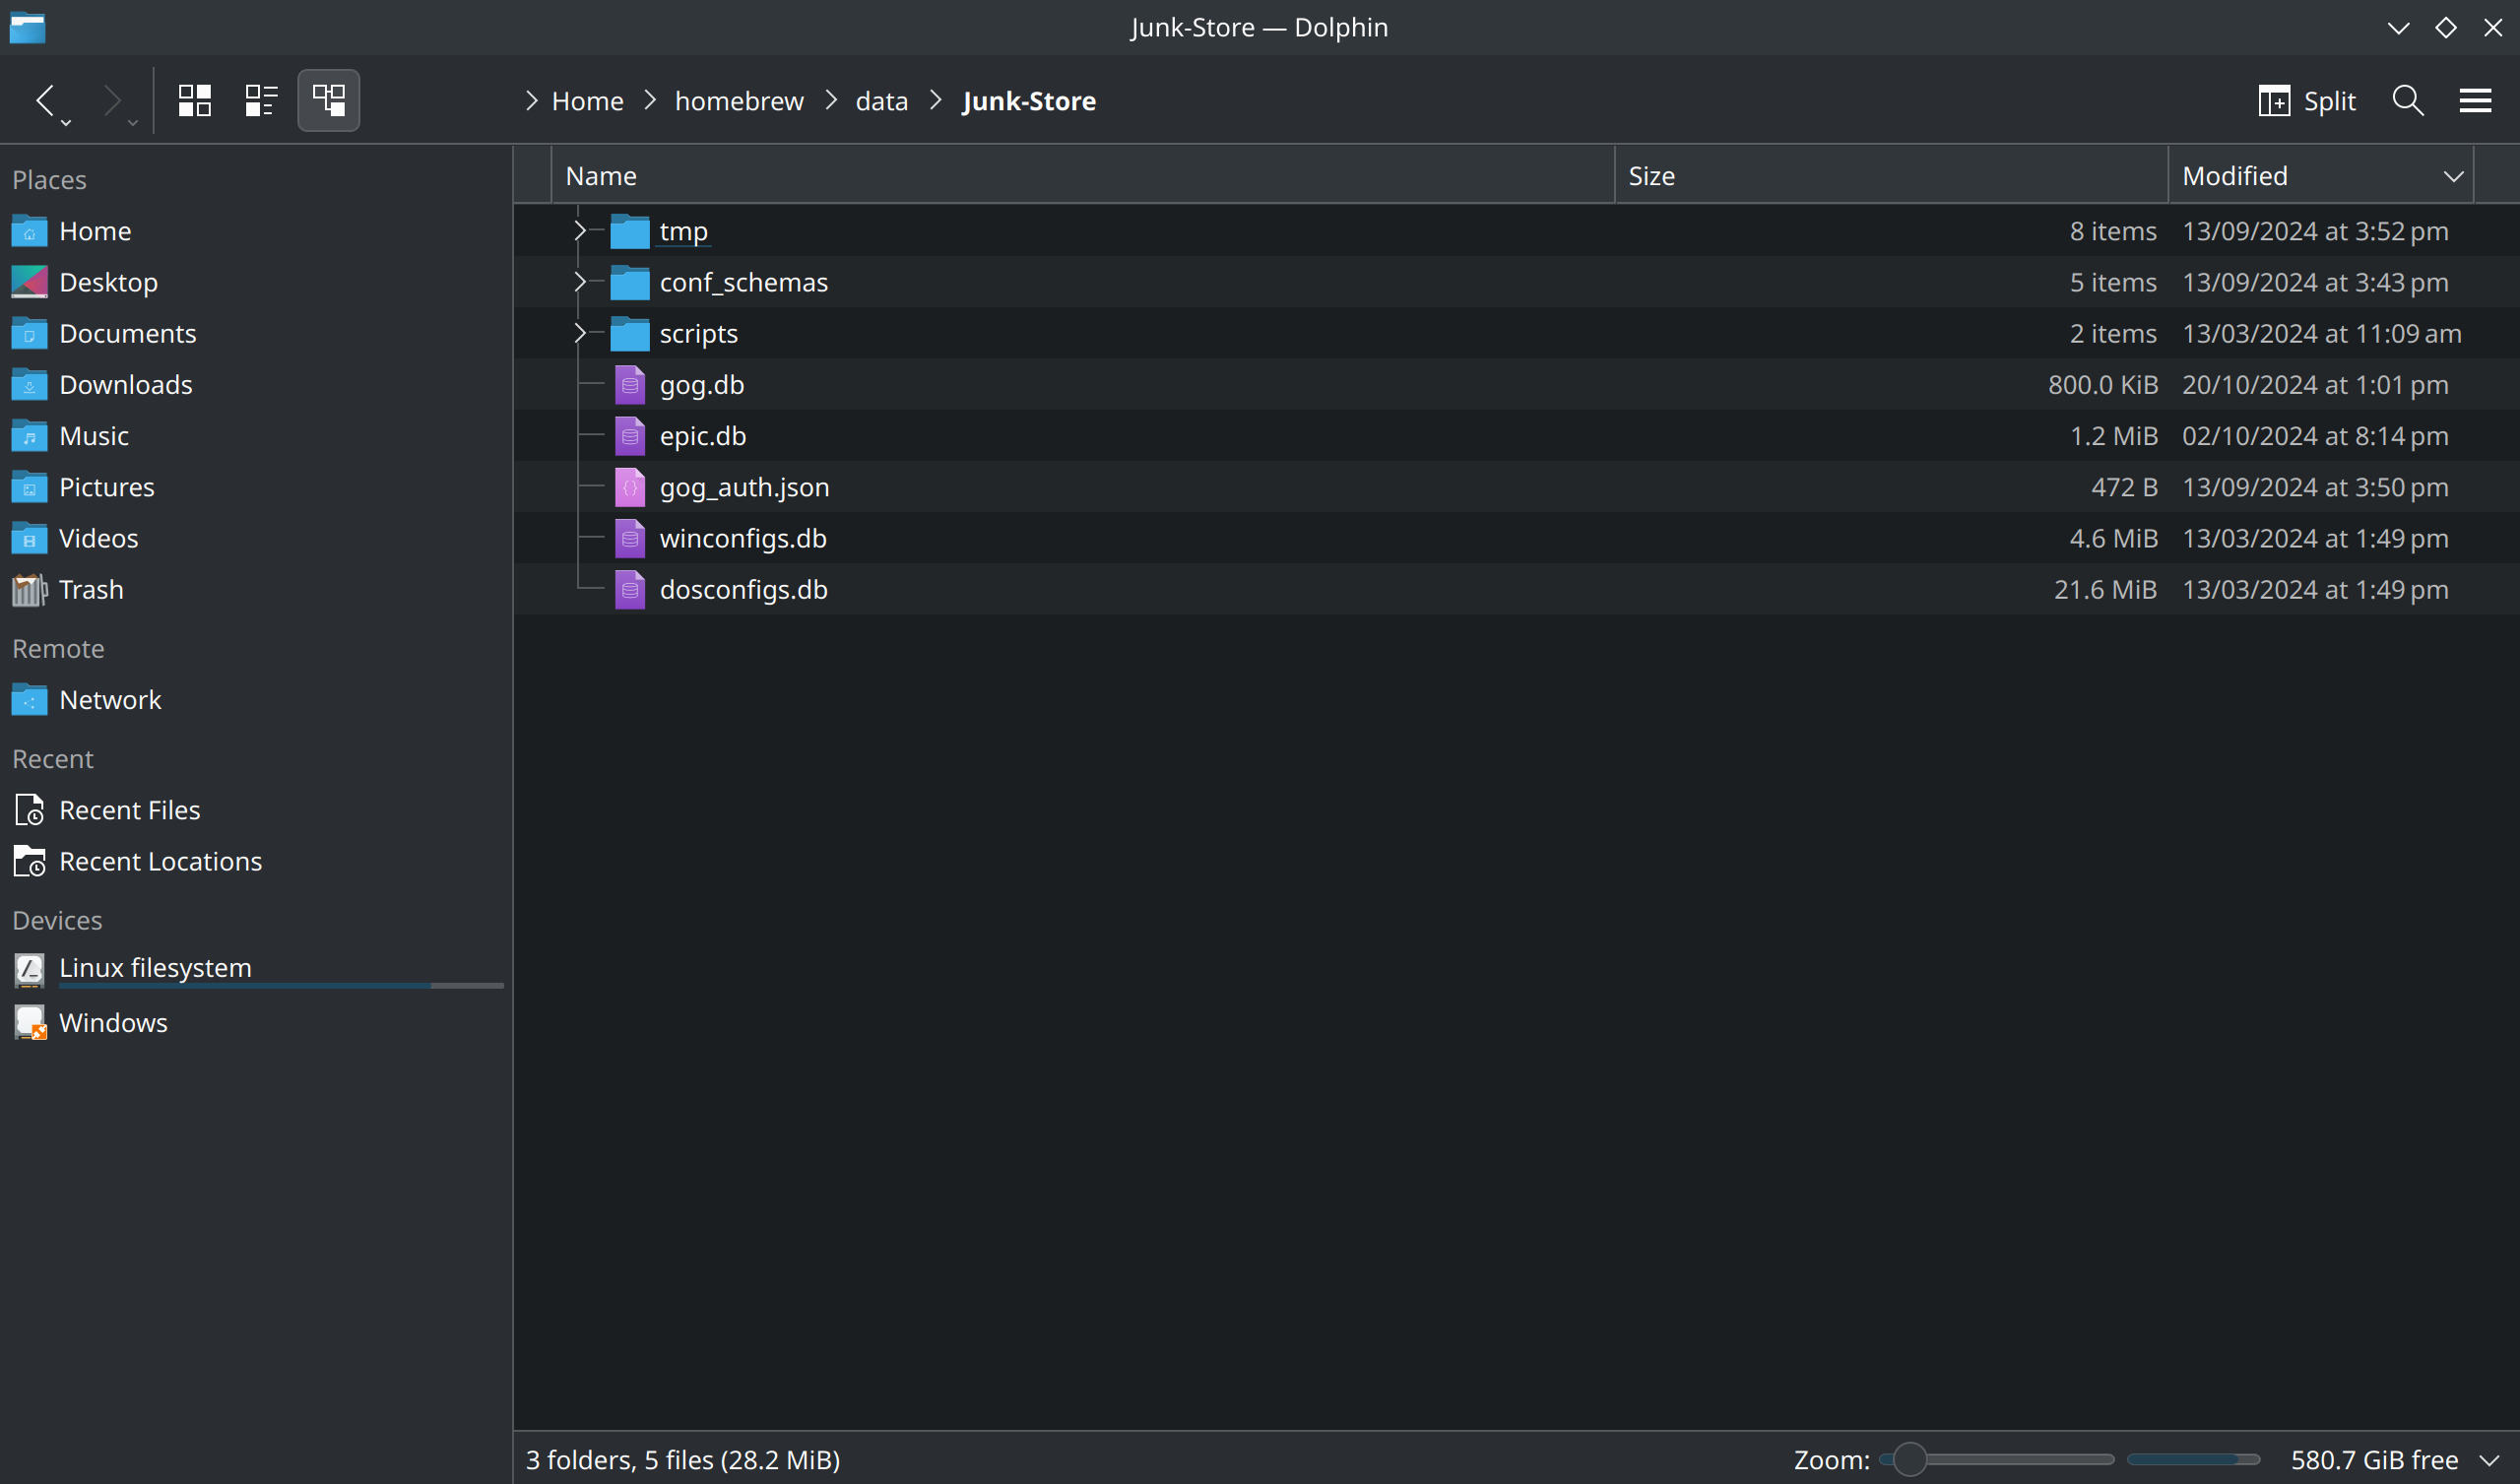 Junk-Store — Dolphin
Home > homebrew > data > Junk-Store
Split
Places
Home
Desktop
Documents
Downloads
Music
Pictures
Videos
Trash
Remote
Network
Recent
Recent Files
Recent Locations
Devices
Linux filesystem
Windows
Name Size Modified
tmp 8 items 13/09/2024 at 3:52 pm
conf_schemas 5 items 13/09/2024 at 3:43 pm
scripts 2 items 13/03/2024 at 11:09 am
gog.db 800.0 KiB 20/10/2024 at 1:01 pm
epic.db 1.2 MiB 02/10/2024 at 8:14 pm
gog_auth.json 472 B 13/09/2024 at 3:50 pm
winconfigs.db 4.6 MiB 13/03/2024 at 1:49 pm
dosconfigs.db 21.6 MiB 13/03/2024 at 1:49 pm
3 folders, 5 files (28.2 MiB)
Zoom:
580.7 GiB free